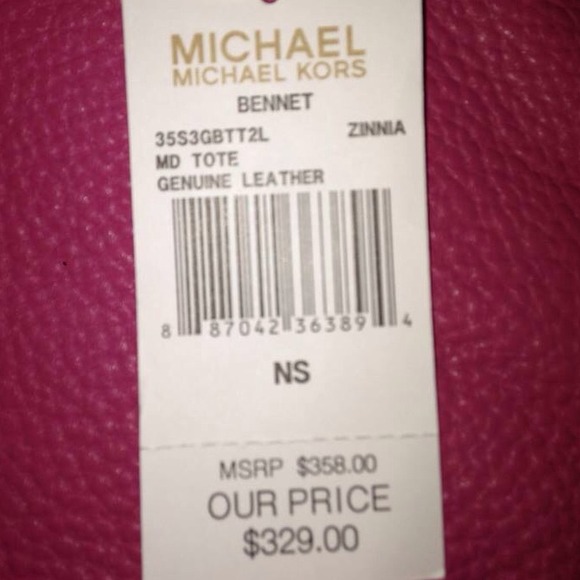 MICHAEL
MICHAEL KORS
BENNET
35S3GBTT2L ZINNIA
MD TOTE
GENUINE LEATHER
8 87042 36389 4
NS
MSRP $358.00
OUR PRICE
$329.00